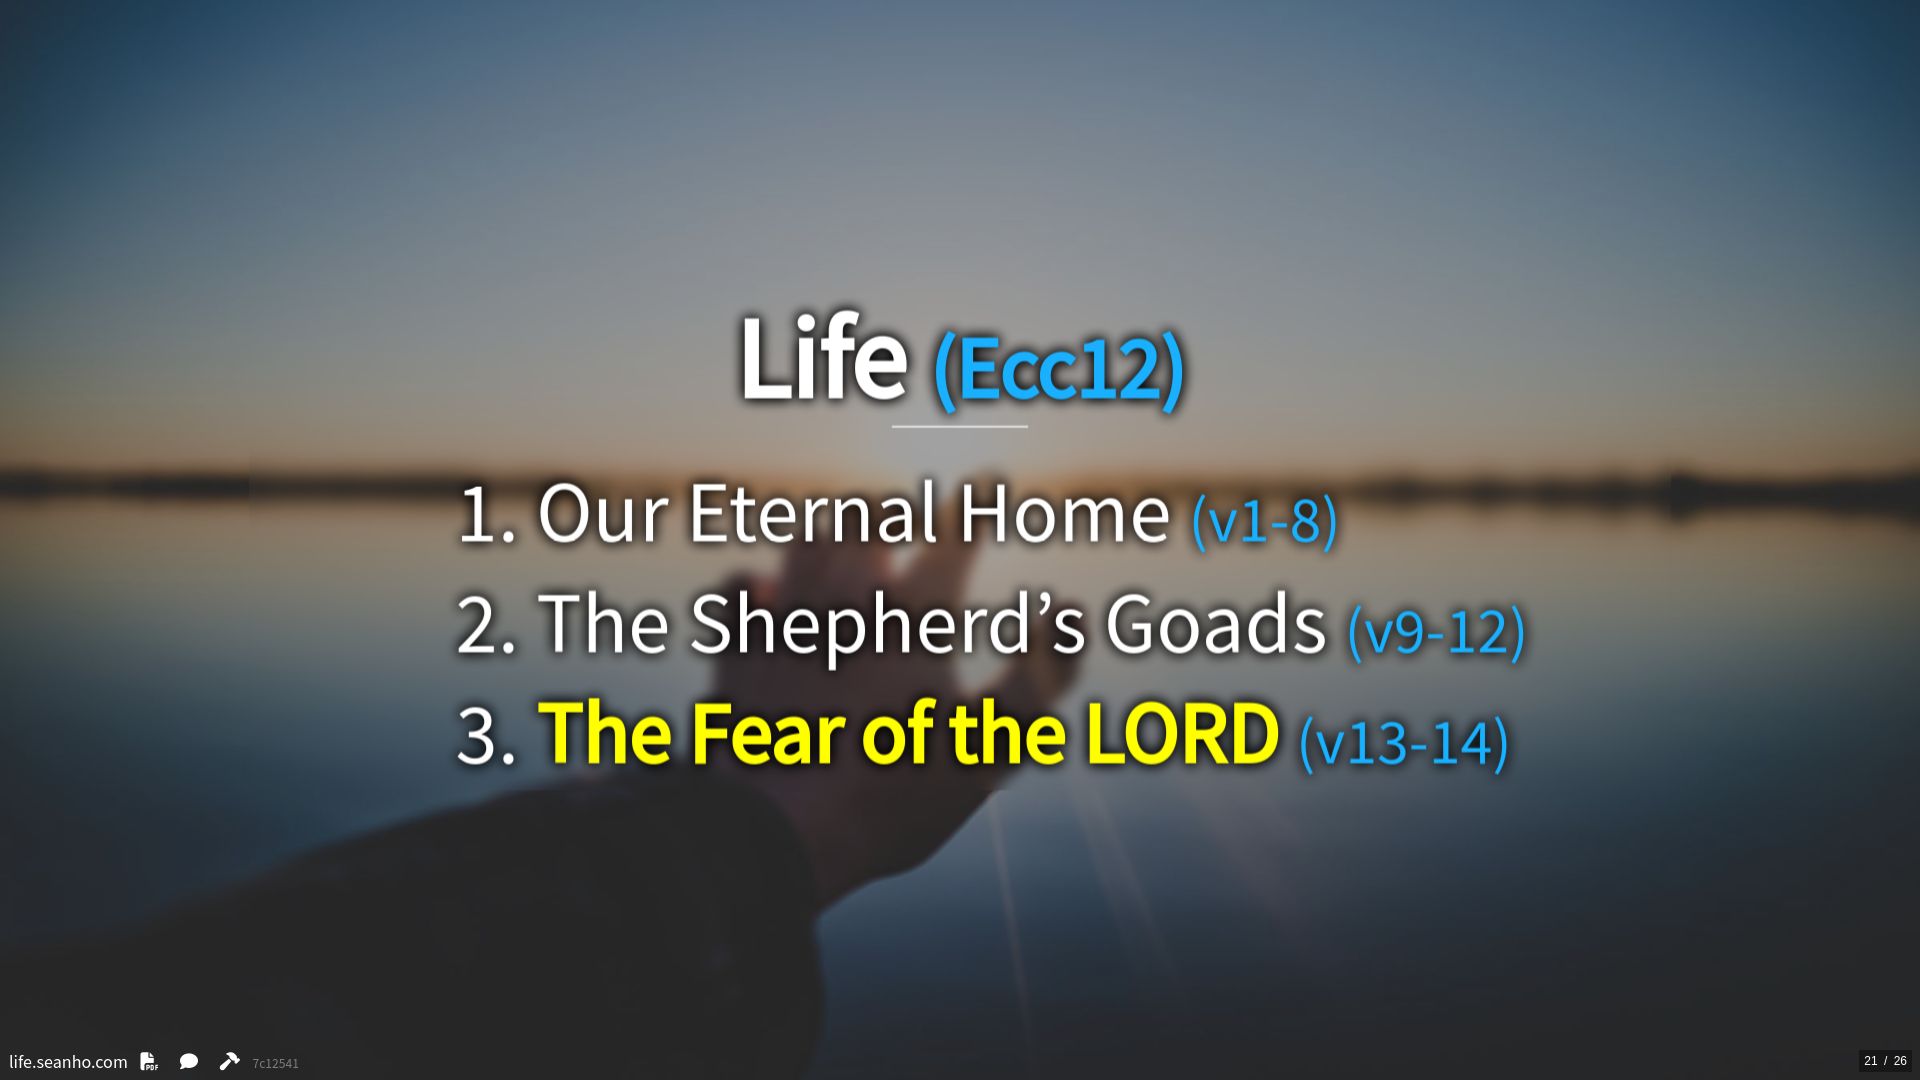 Life (Ecc12)
1. Our Eternal Home (v1-8)
2. The Shepherd’s Goads (v9-12)
3. The Fear of the LORD (v13-14)
life.seanho.com PDF 7c12541
21 / 26